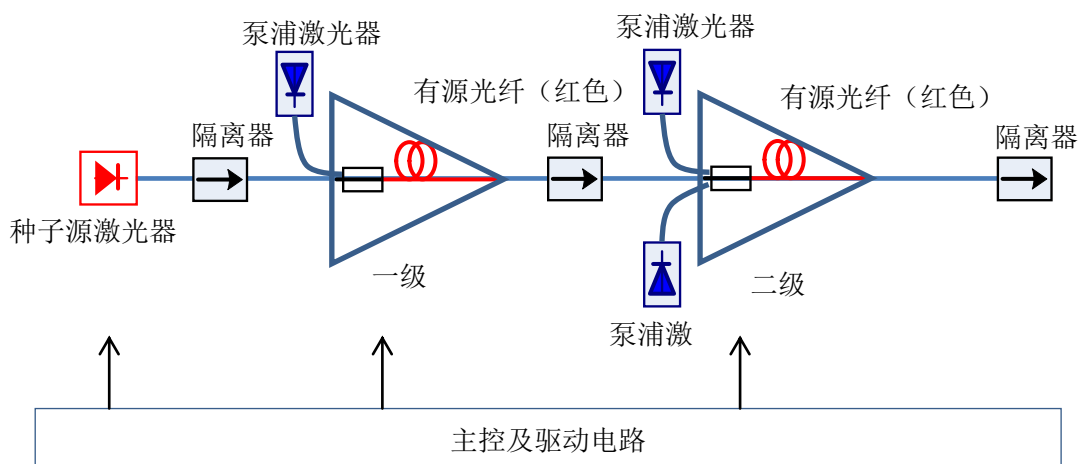 泵浦激光器
泵浦激光器
有源光纤（红色）
有源光纤（红色）
隔离器
隔离器
隔离器
种子源激光器
一级
二级
泵浦激
主控及驱动电路